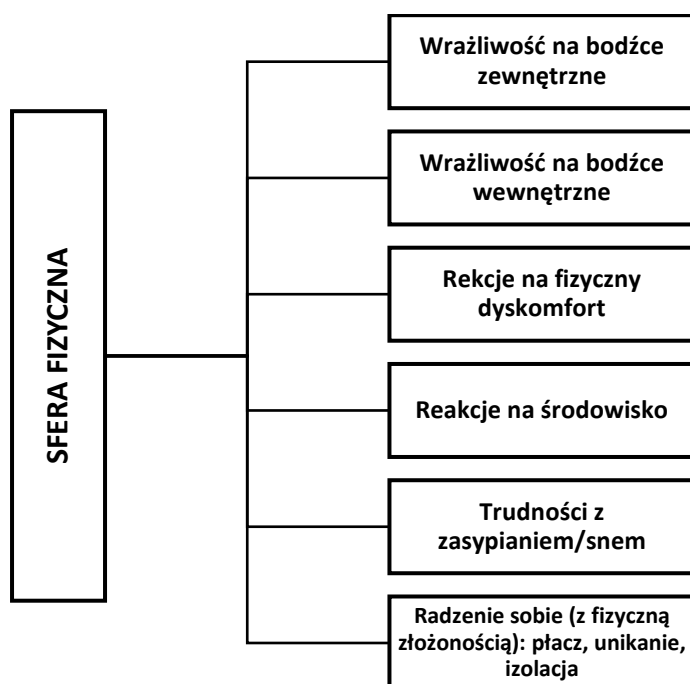 SFERA FIZYCZNA
Wrażliwość na bodźce
zewnętrzne
Wrażliwość na bodźce
wewnętrzne
Rekcje na fizyczny
dyskomfort
Reakcje na środowisko
Trudności z
zasypianiem/snem
Radzenie sobie (z fizyczną
złożonością): płacz, unikanie,
izolacja